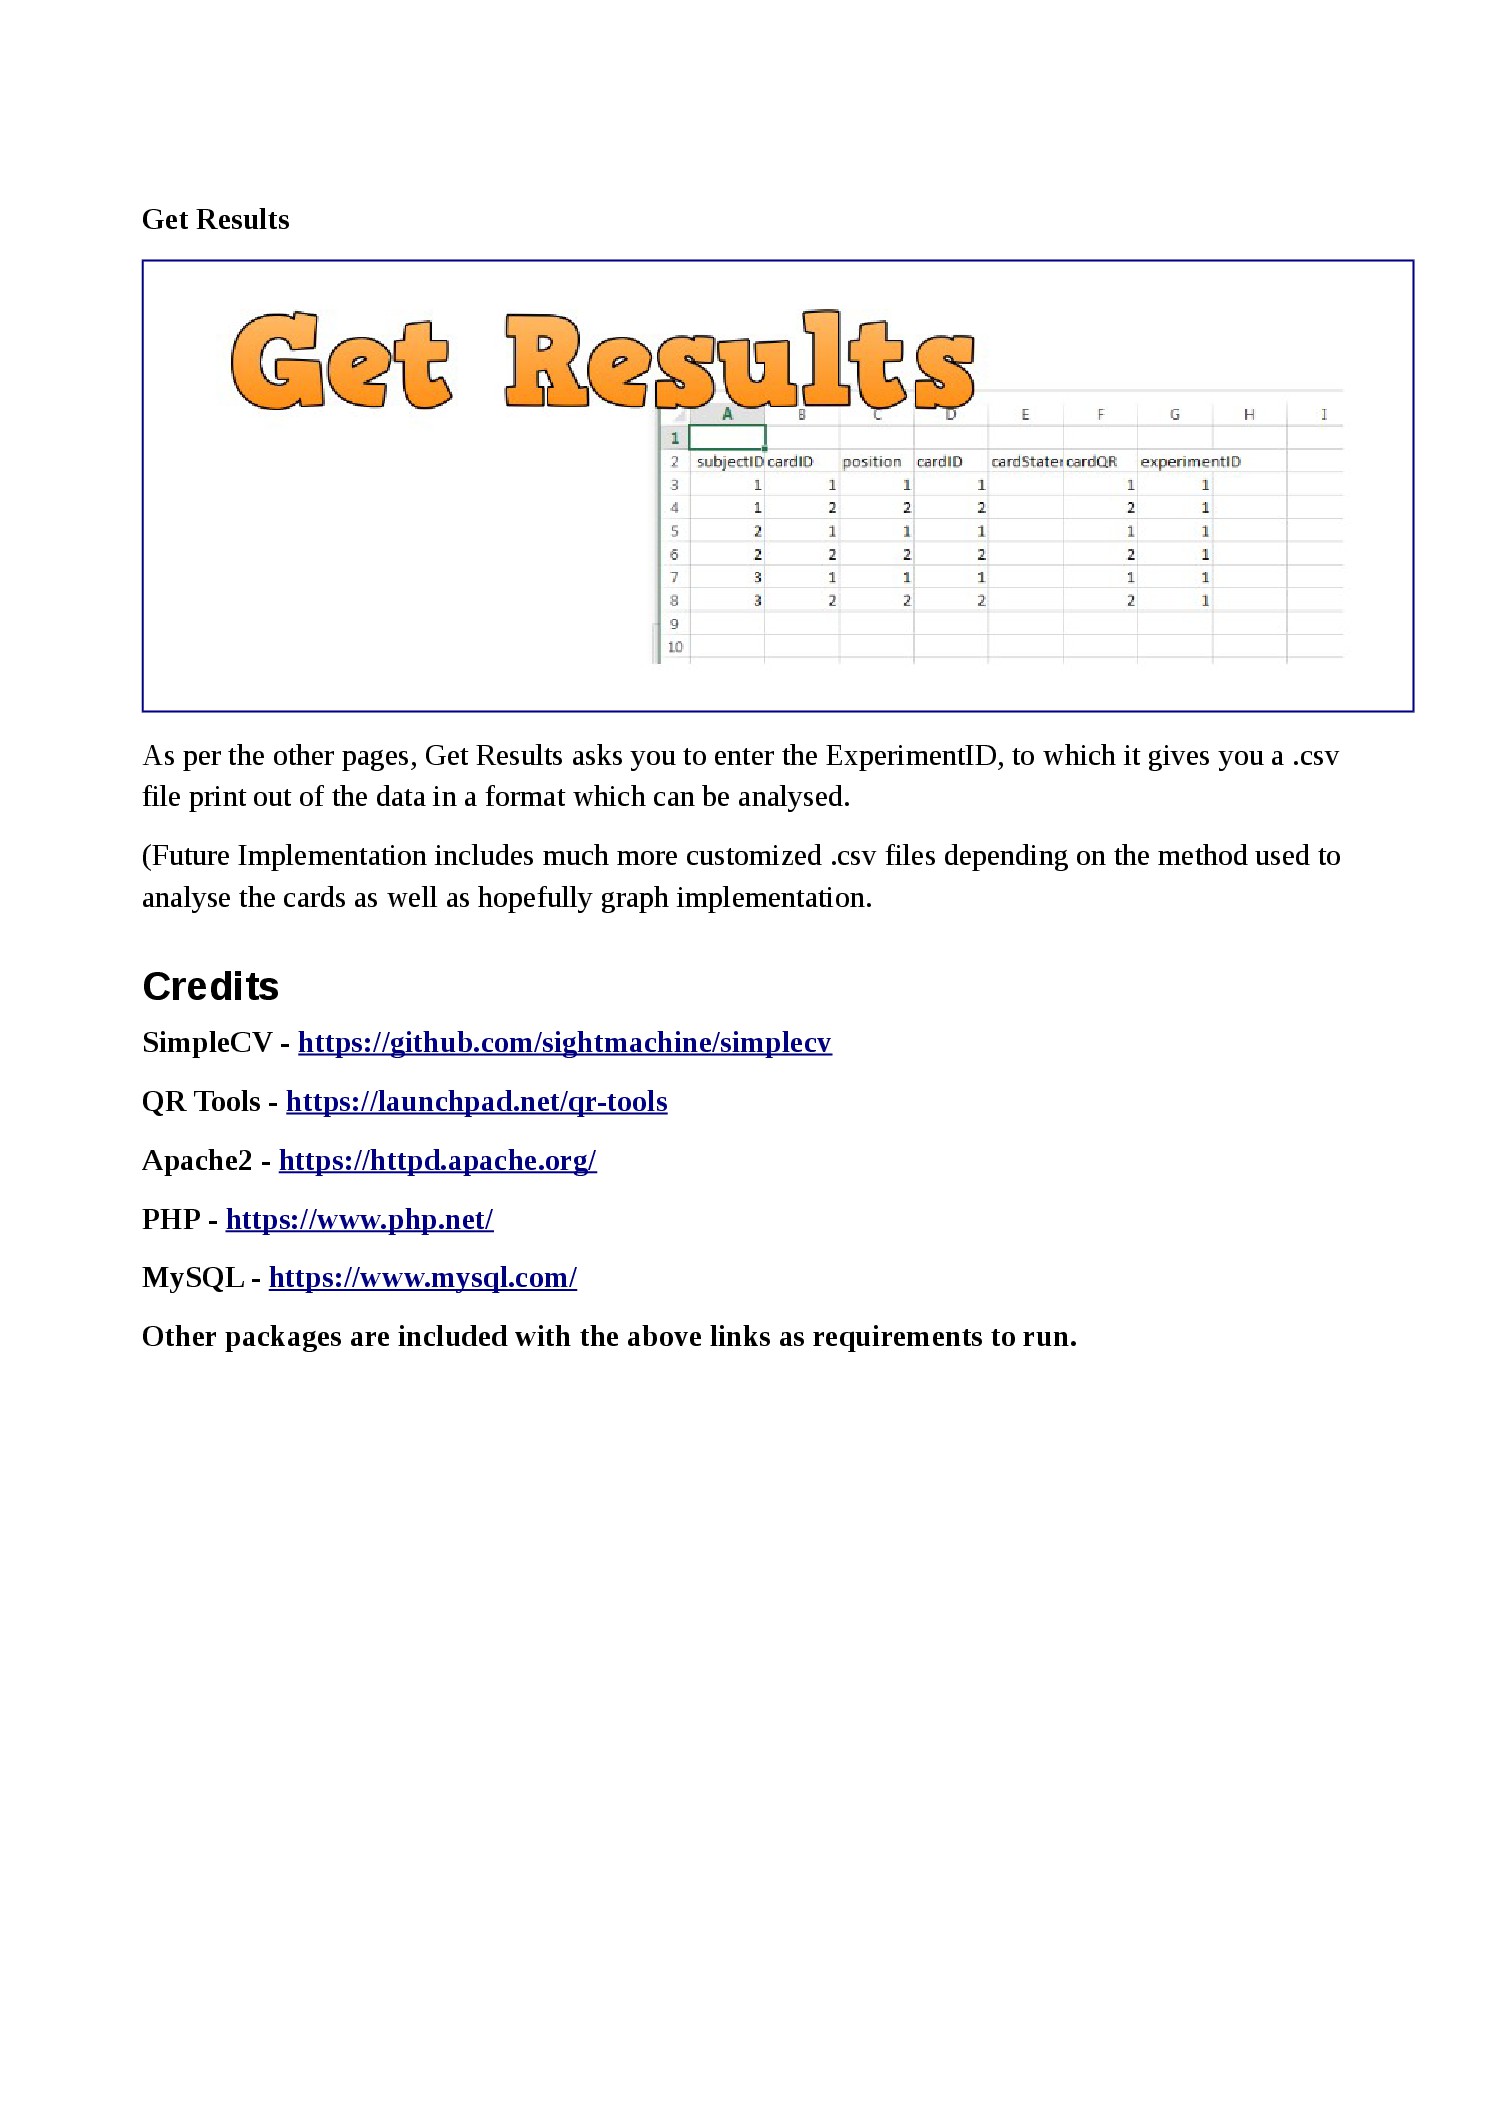 Get Results
Get Results
A B C D E F G H I
1
2 subjectID cardID position cardID cardStater cardQR experimentID
3 1 1 1 1 1 1
4 1 2 2 2 2 1
5 2 1 1 1 1 1
6 2 2 2 2 2 1
7 3 1 1 1 1 1
8 3 2 2 2 2 1
9
10
As per the other pages, Get Results asks you to enter the ExperimentID, to which it gives you a .csv
file print out of the data in a format which can be analysed.
(Future Implementation includes much more customized .csv files depending on the method used to
analyse the cards as well as hopefully graph implementation.
Credits
SimpleCV - https://github.com/sightmachine/simplecv
QR Tools - https://launchpad.net/qr-tools
Apache2 - https://httpd.apache.org/
PHP - https://www.php.net/
MySQL - https://www.mysql.com/
Other packages are included with the above links as requirements to run.